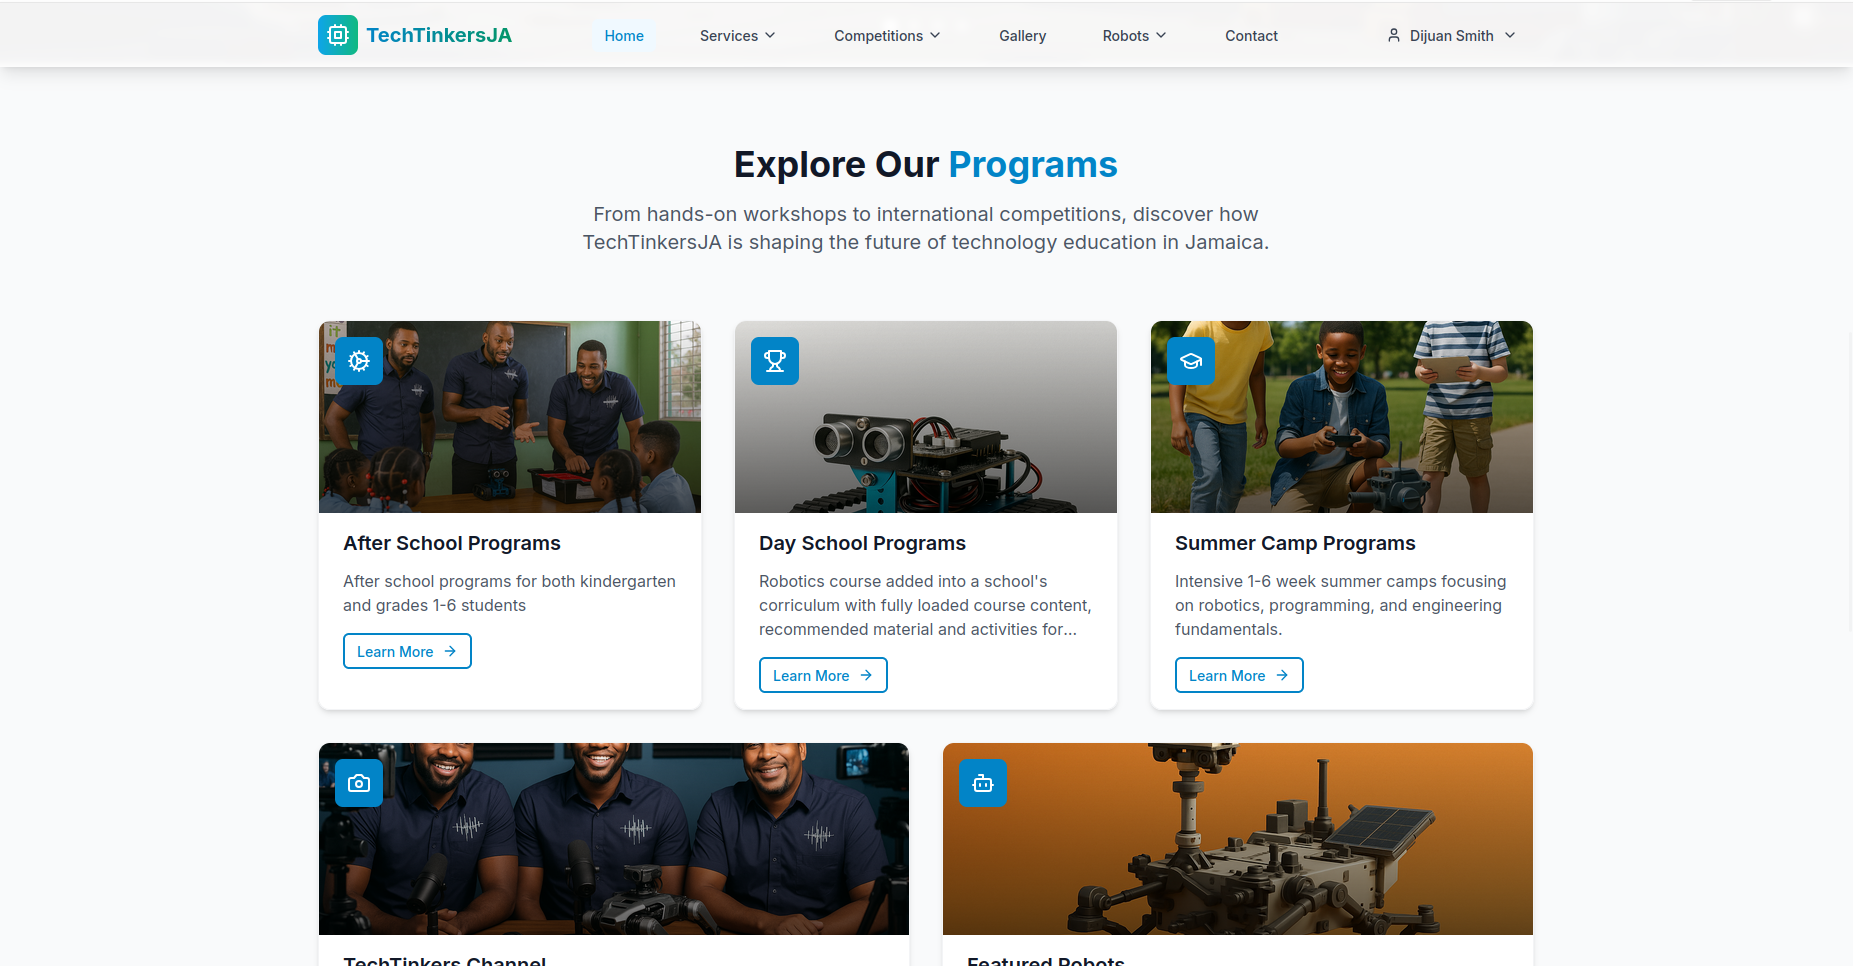 TechTinkersJA
Home
Services
Competitions
Gallery
Robots
Contact
Dijuan Smith
Explore Our Programs
From hands-on workshops to international competitions, discover how
TechTinkersJA is shaping the future of technology education in Jamaica.
it
After School Programs
After school programs for both kindergarten
and grades 1-6 students
Learn More
Day School Programs
Robotics course added into a school's
corriculum with fully loaded course content,
recommended material and activities for...
Learn More
Summer Camp Programs
Intensive 1-6 week summer camps focusing
on robotics, programming, and engineering
fundamentals.
Learn More
TechTinkers Channel
Featured Robots